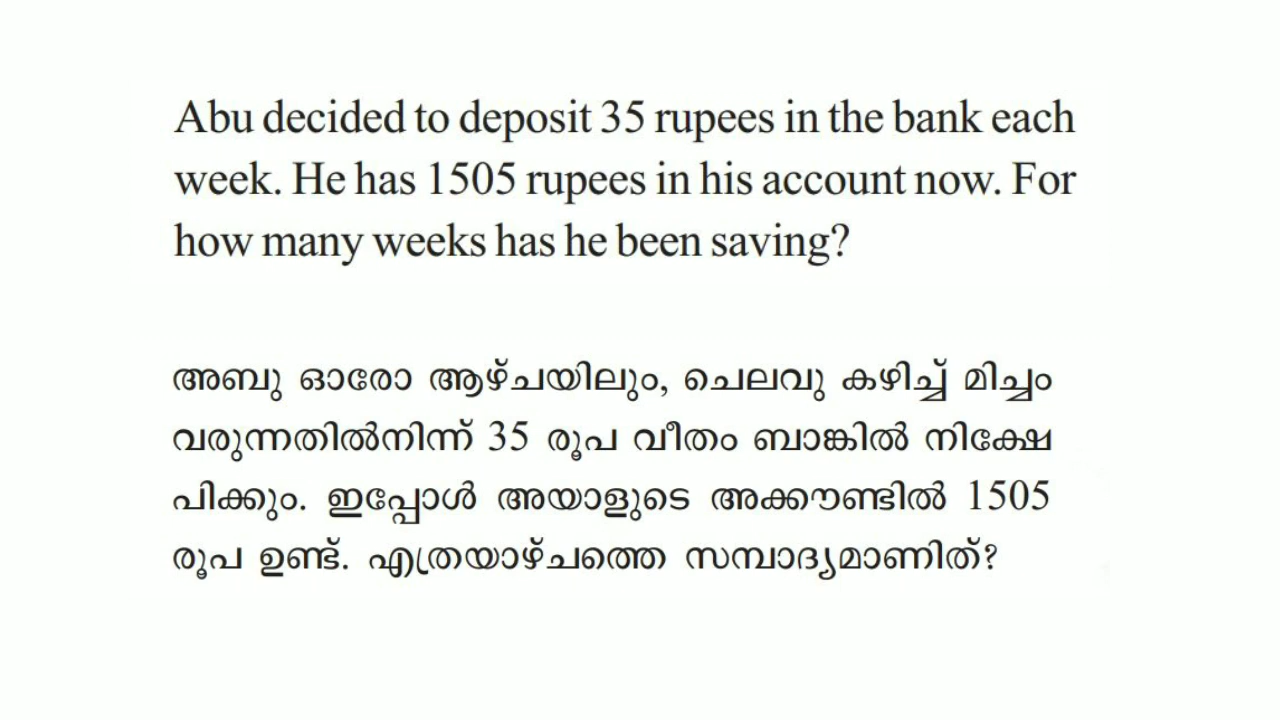 Abu decided to deposit 35 rupees in the bank each
week. He has 1505 rupees in his account now. For
how many weeks has he been saving?
അബു ഓരോ ആഴ്ചയിലും, ചെലവു കഴിച്ച് മിച്ചം
വരുന്നതിൽനിന്ന് 35 രൂപ വീതം ബാങ്കിൽ നിക്ഷേ
പിക്കും. ഇപ്പോൾ അയാളുടെ അക്കൗണ്ടിൽ 1505
രൂപ ഉണ്ട്. എത്രയാഴ്ചത്തെ സമ്പാദ്യമാണിത്?